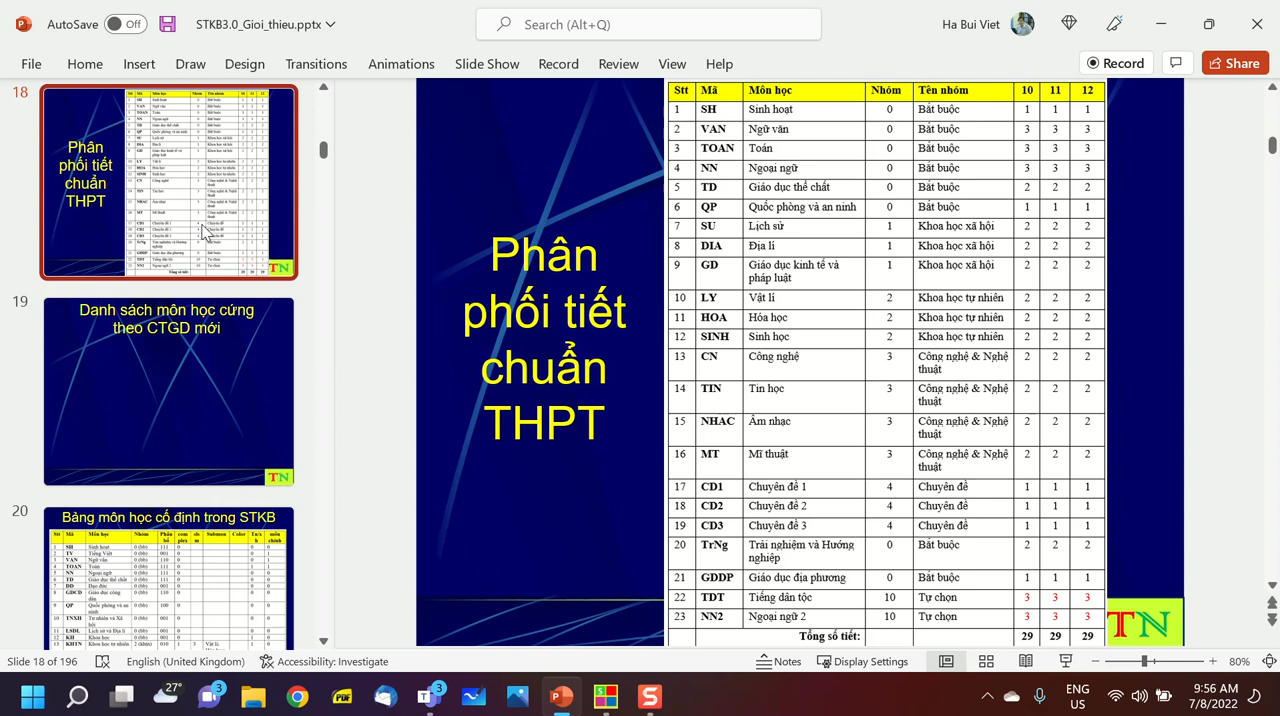 AutoSave Off STKB3.0_Gioi_thieu.pptx Search (Alt+Q) Ha Bui Viet
File Home Insert Draw Design Transitions Animations Slide Show Record Review View Help Record Share
18
Phân
phối tiết
chuẩn
THPT
TN
19
Danh sách môn học cứng
theo CTGD mới
TN
20
Bảng môn học cố định trong STKB
Phân
phối tiết
chuẩn
THPT
Stt Mã Môn học Nhóm Tên nhóm 10 11 12
1 SH Sinh hoạt 0 Bắt buộc 1 1 1
2 VAN Ngữ văn 0 Bắt buộc 3 3 3
3 TOAN Toán 0 Bắt buộc 3 3 3
4 NN Ngoại ngữ 0 Bắt buộc 3 3 3
5 TD Giáo dục thể chất 0 Bắt buộc 2 2 2
6 QP Quốc phòng và an ninh 0 Bắt buộc 1 1 1
7 SU Lịch sử 1 Khoa học xã hội 2 2 2
8 DIA Địa lí 1 Khoa học xã hội 2 2 2
9 GD Giáo dục kinh tế và 1 Khoa học xã hội 2 2 2
pháp luật
10 LY Vật lí 2 Khoa học tự nhiên 2 2 2
11 HOA Hóa học 2 Khoa học tự nhiên 2 2 2
12 SINH Sinh học 2 Khoa học tự nhiên 2 2 2
13 CN Công nghệ 3 Công nghệ & Nghệ 2 2 2
thuật
14 TIN Tin học 3 Công nghệ & Nghệ 2 2 2
thuật
15 NHAC Âm nhạc 3 Công nghệ & Nghệ 2 2 2
thuật
16 MT Mĩ thuật 3 Công nghệ & Nghệ 2 2 2
thuật
17 CD1 Chuyên đề 1 4 Chuyên đề 1 1 1
18 CD2 Chuyên đề 2 4 Chuyên đề 1 1 1
19 CD3 Chuyên đề 3 4 Chuyên đề 1 1 1
20 TrNg Trải nghiệm và Hướng 0 Bắt buộc 2 2 2
nghiệp
21 GDDP Giáo dục địa phương 0 Bắt buộc 1 1 1
22 TDT Tiếng dân tộc 10 Tự chọn 3 3 3
23 NN2 Ngoại ngữ 2 10 Tự chọn 3 3 3
Tổng số tiết: 29 29 29
TN
Slide 18 of 196 English (United Kingdom) Accessibility: Investigate Notes Display Settings 80%
27° 3 PDF 3 ENG US 9:56 AM 7/8/2022